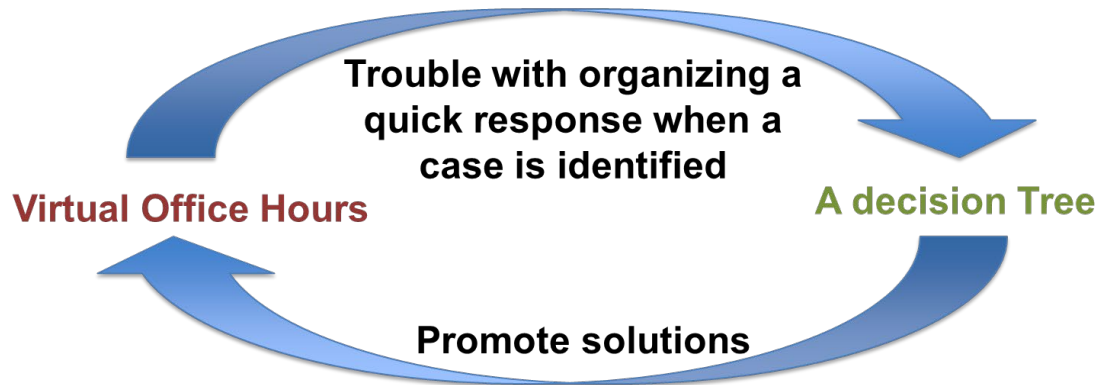 Trouble with organizing a
quick response when a
case is identified
Virtual Office Hours
A decision Tree
Promote solutions